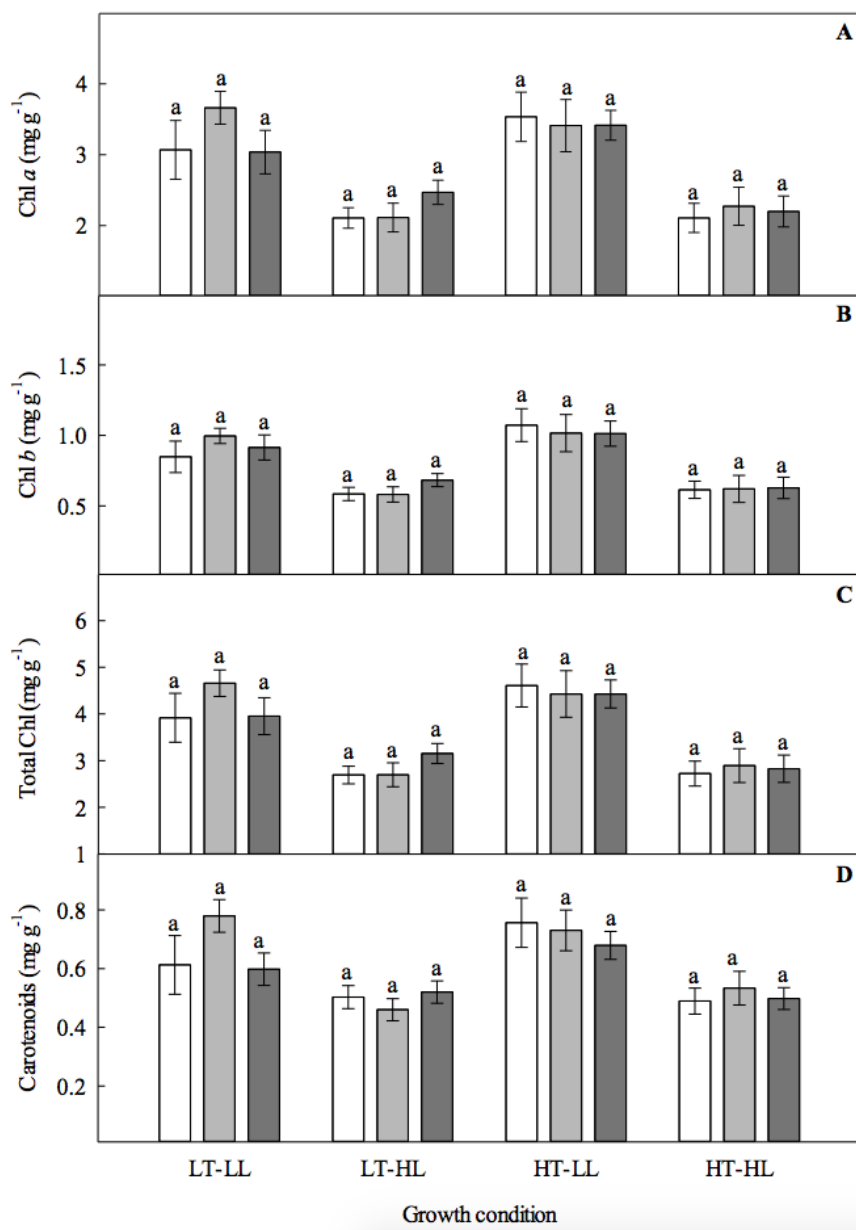 A
a
a
a
a
a
a
a
a
a
a
a
a
4
3
2
Chl a (mg g⁻¹)
B
a
a
a
a
a
a
a
a
a
a
a
a
1.5
1.0
0.5
Chl b (mg g⁻¹)
C
a
a
a
a
a
a
a
a
a
a
a
a
6
5
4
3
2
1
Total Chl (mg g⁻¹)
D
a
a
a
a
a
a
a
a
a
a
a
a
0.8
0.6
0.4
0.2
Carotenoids (mg g⁻¹)
LT-LL LT-HL HT-LL HT-HL
Growth condition